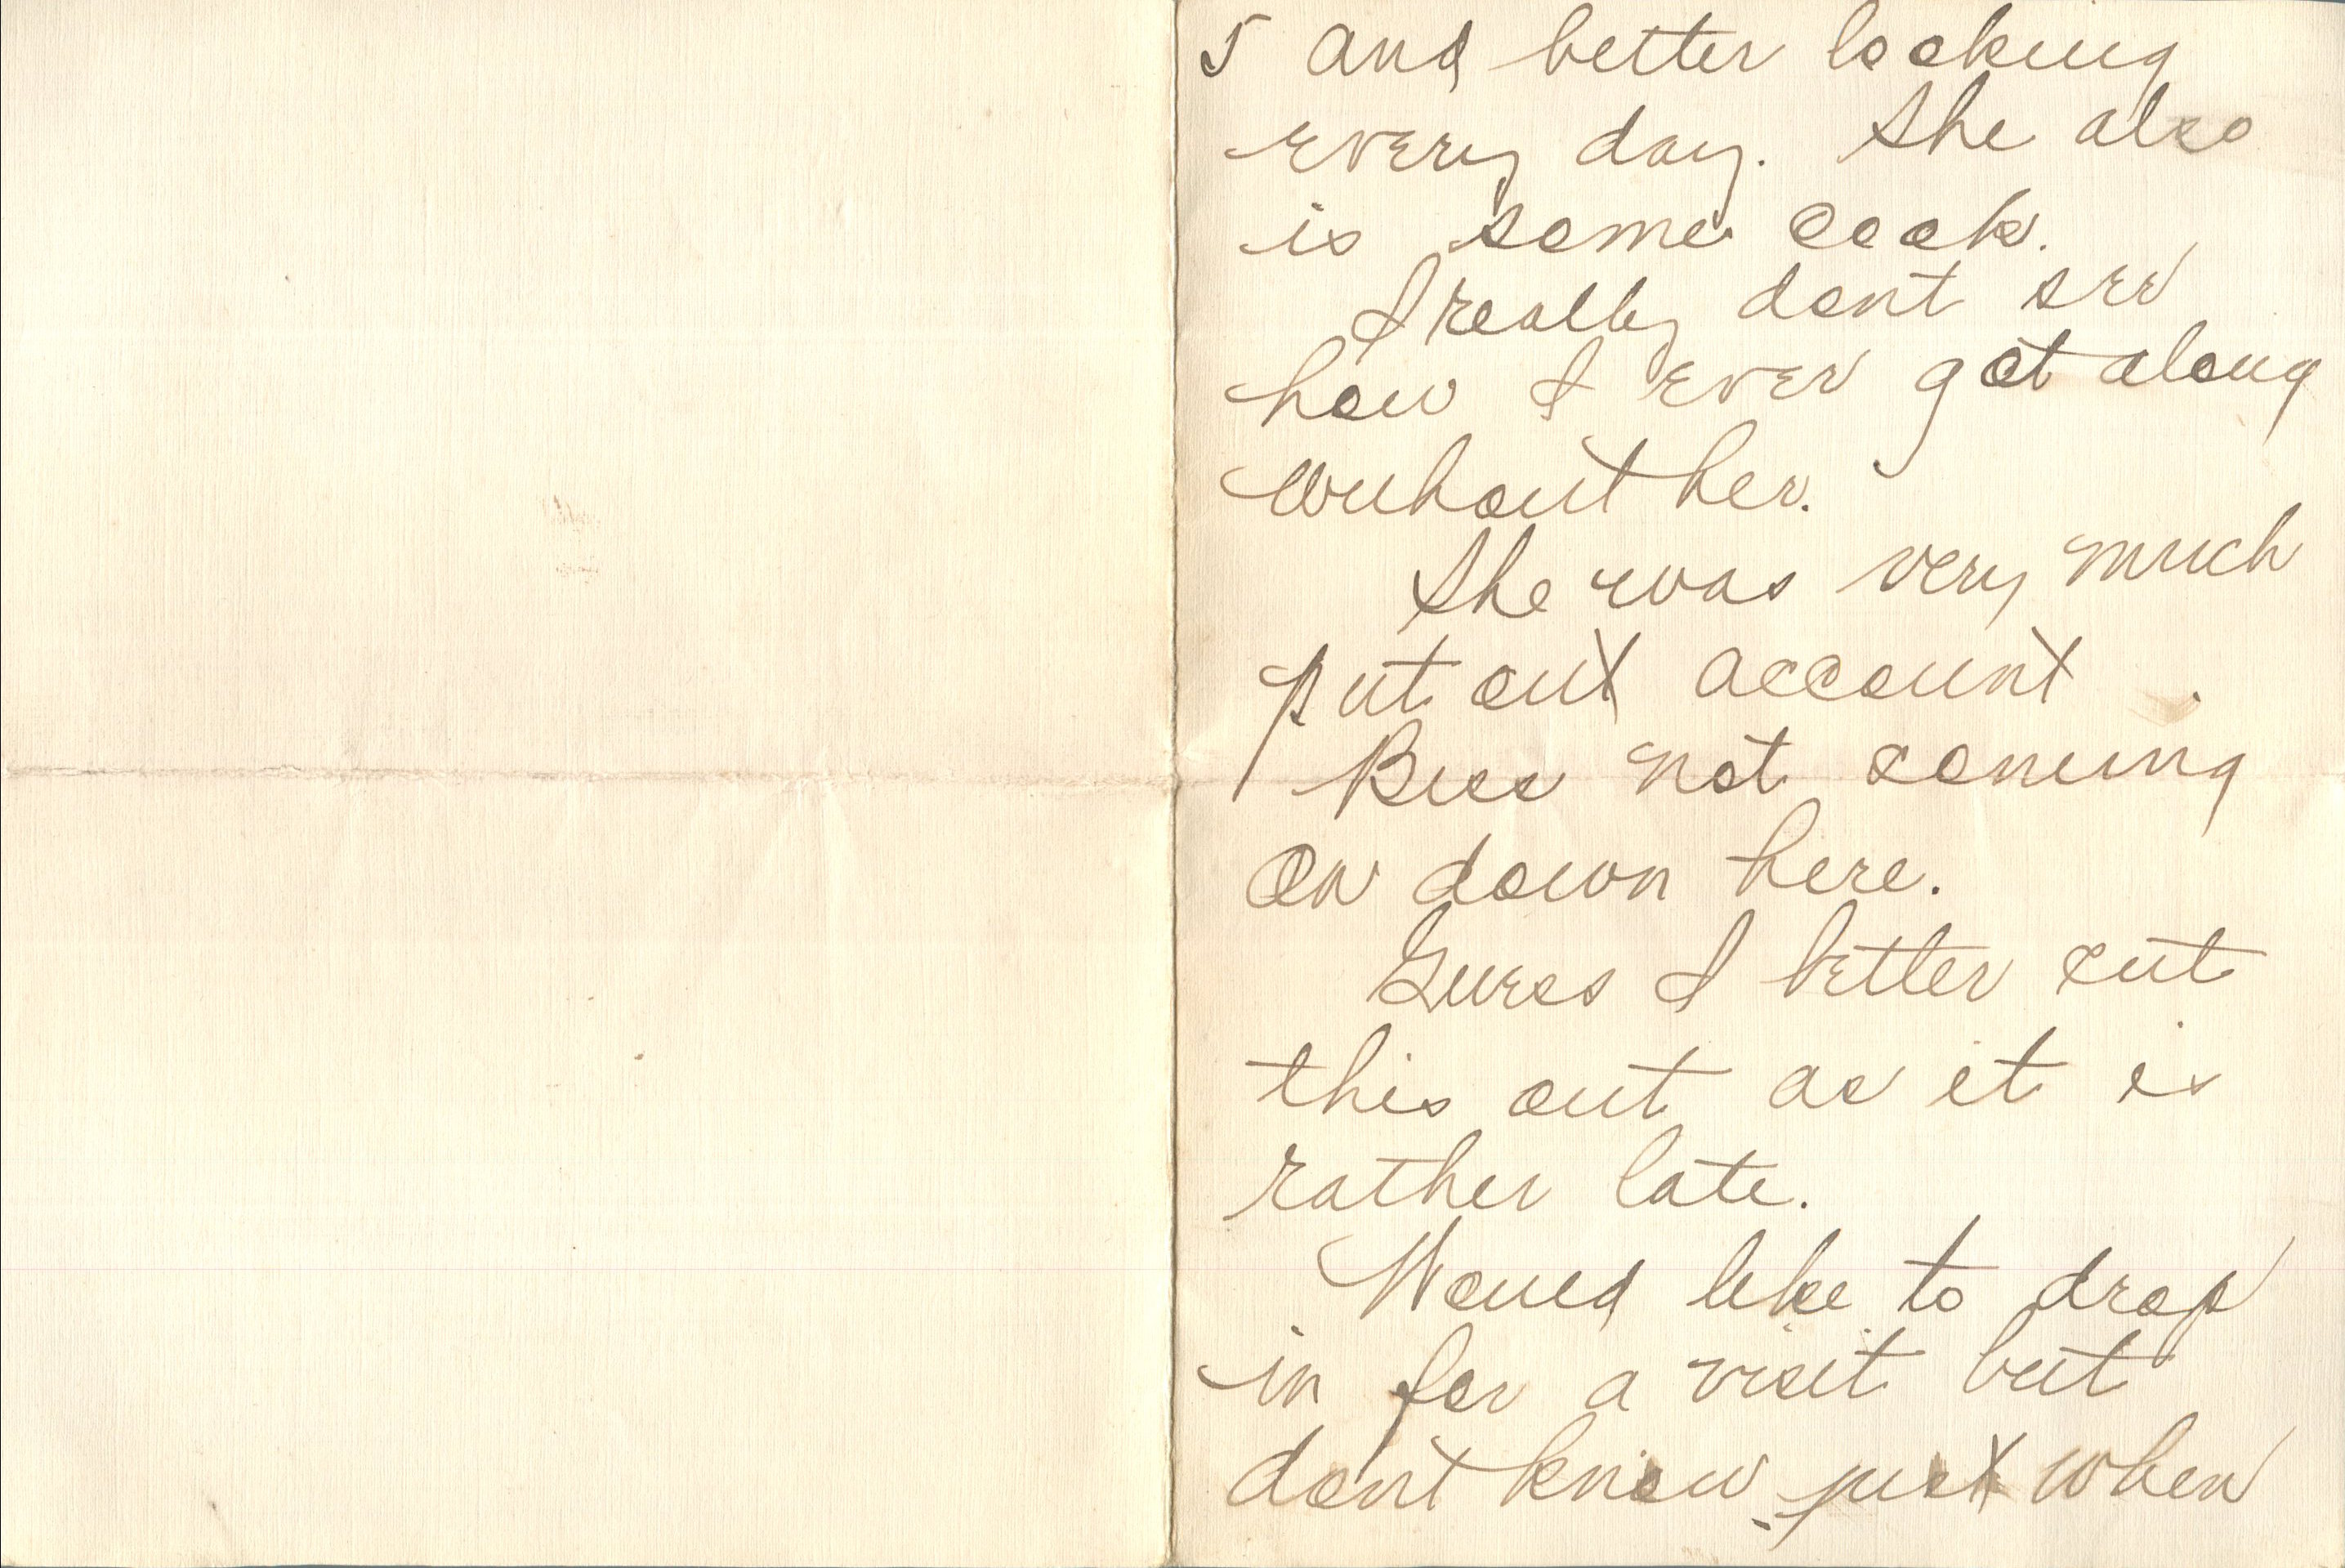 5 and better looking
every day. She also
is some cook.
I really dont see
how I ever got along
without her.
She was very much
put out account
Bess not coming
on down here.
Guess I better cut
this out as it is
rather late.
Would like to drop
in for a visit but
dont know just when